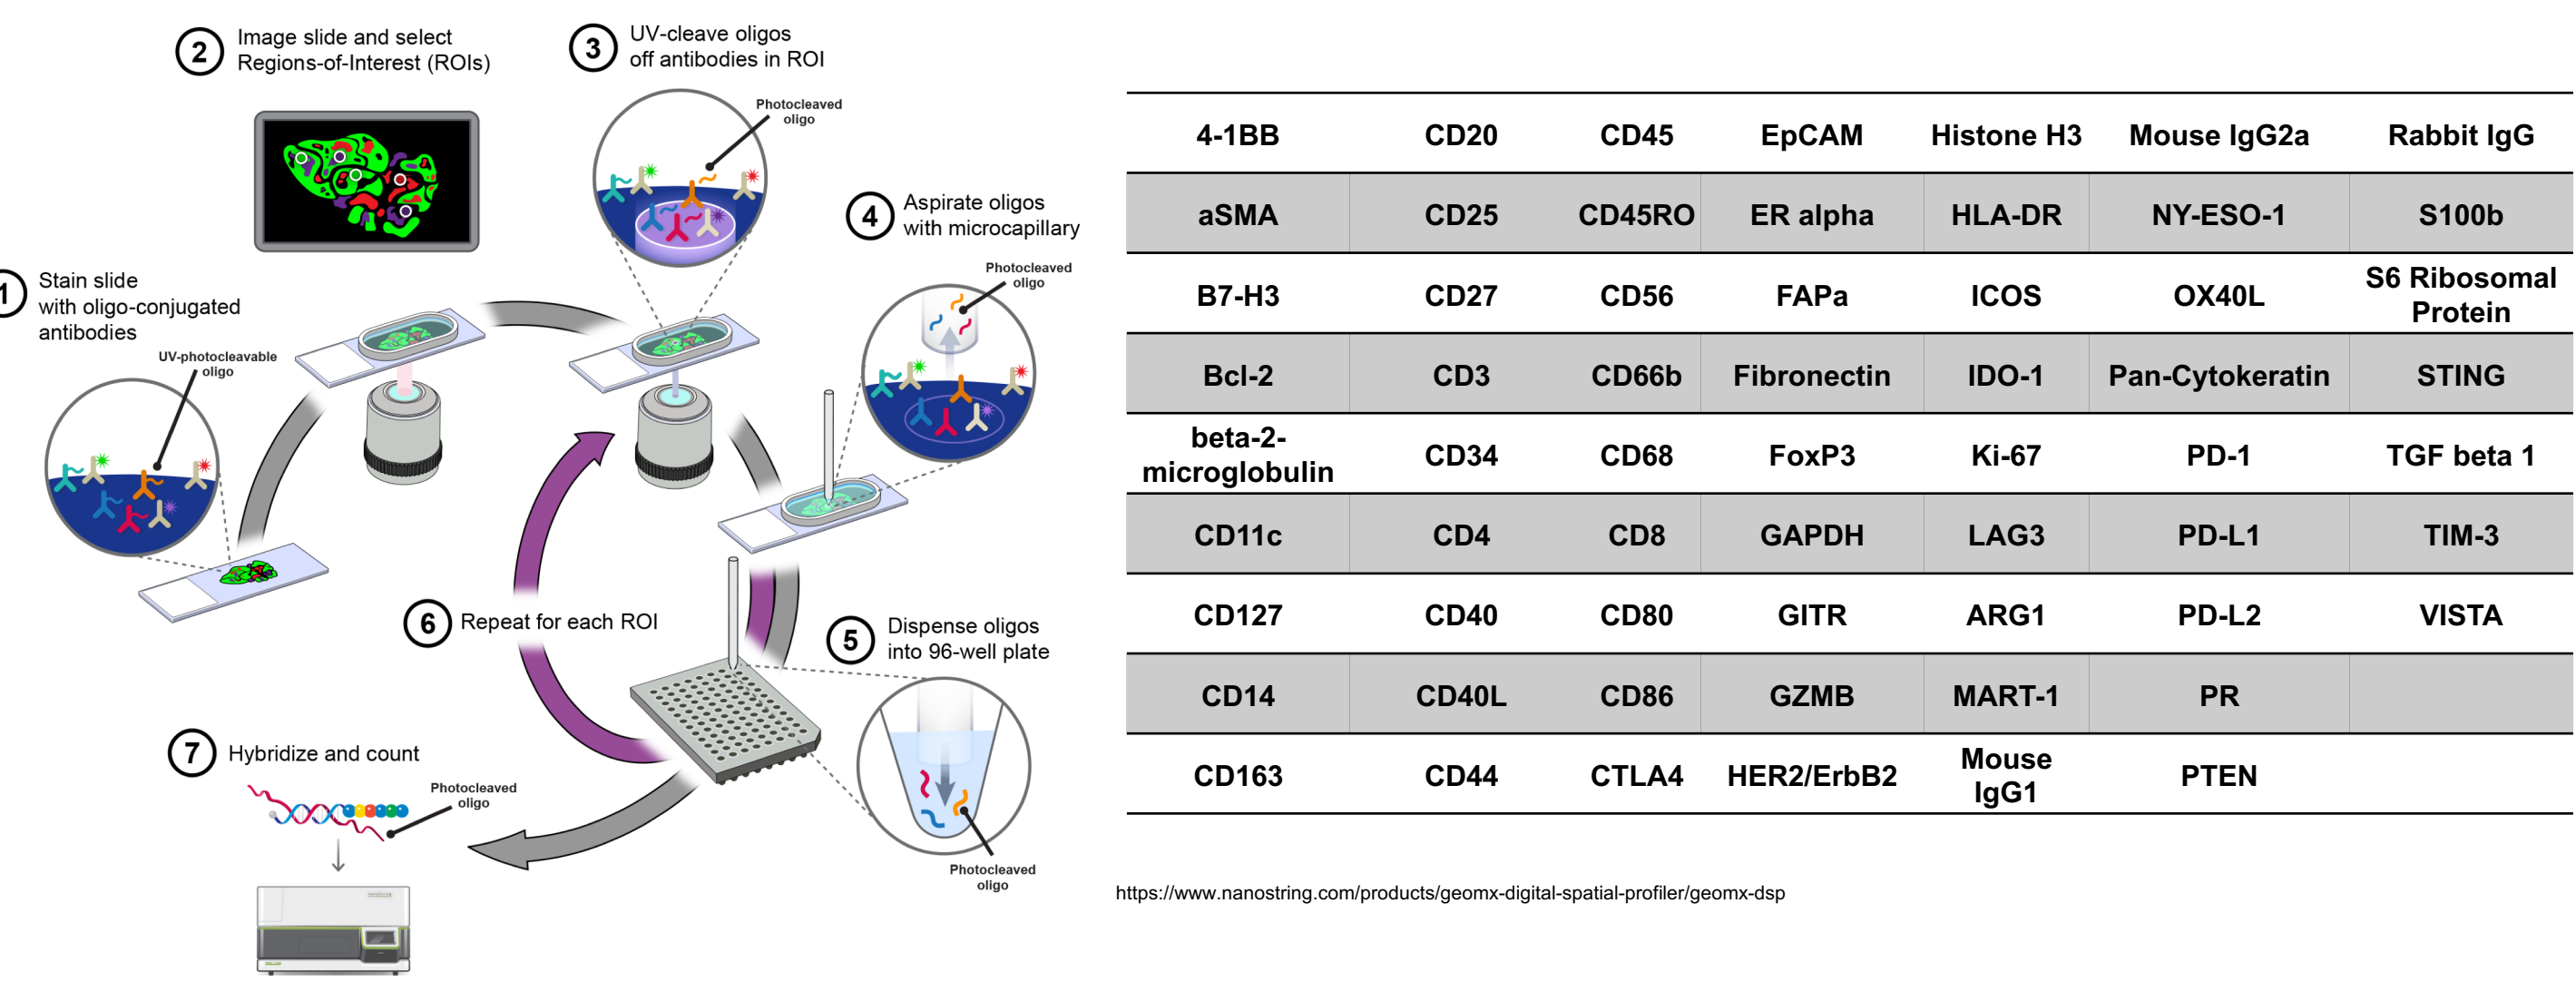 2
Image slide and select
Regions-of-Interest (ROIs)
3
UV-cleave oligos
off antibodies in ROI
Photocleaved
oligo
4
Aspirate oligos
with microcapillary
Photocleaved
oligo
1
Stain slide
with oligo-conjugated
antibodies
UV-photocleavable
oligo
6
Repeat for each ROI
5
Dispense oligos
into 96-well plate
Photocleaved
oligo
7
Hybridize and count
Photocleaved
oligo
4-1BB CD20 CD45 EpCAM Histone H3 Mouse IgG2a Rabbit IgG
aSMA CD25 CD45RO ER alpha HLA-DR NY-ESO-1 S100b
B7-H3 CD27 CD56 FAPa ICOS OX40L S6 Ribosomal
Protein
Bcl-2 CD3 CD66b Fibronectin IDO-1 Pan-Cytokeratin STING
beta-2-
microglobulin CD34 CD68 FoxP3 Ki-67 PD-1 TGF beta 1
CD11c CD4 CD8 GAPDH LAG3 PD-L1 TIM-3
CD127 CD40 CD80 GITR ARG1 PD-L2 VISTA
CD14 CD40L CD86 GZMB MART-1 PR
CD163 CD44 CTLA4 HER2/ErbB2 Mouse
IgG1 PTEN
https://www.nanostring.com/products/geomx-digital-spatial-profiler/geomx-dsp